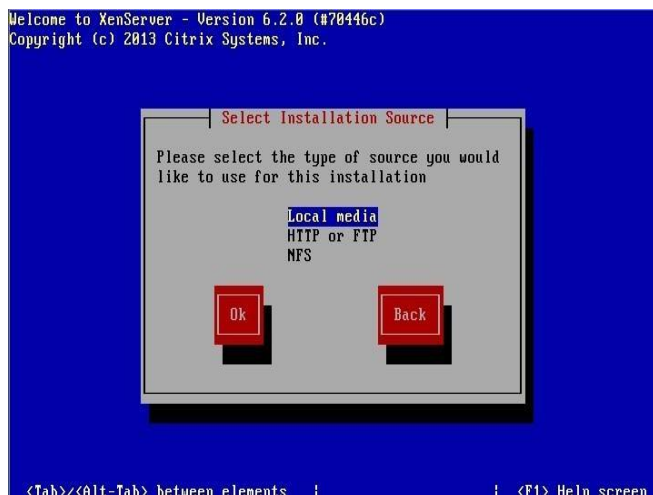 Welcome to XenServer - Version 6.2.0 (#70446c)
Copyright (c) 2013 Citrix Systems, Inc.
Select Installation Source
Please select the type of source you would
like to use for this installation
Local media
HTTP or FTP
NFS
Ok Back
<Tab>/<Alt-Tab> between elements | | <F1> Help screen